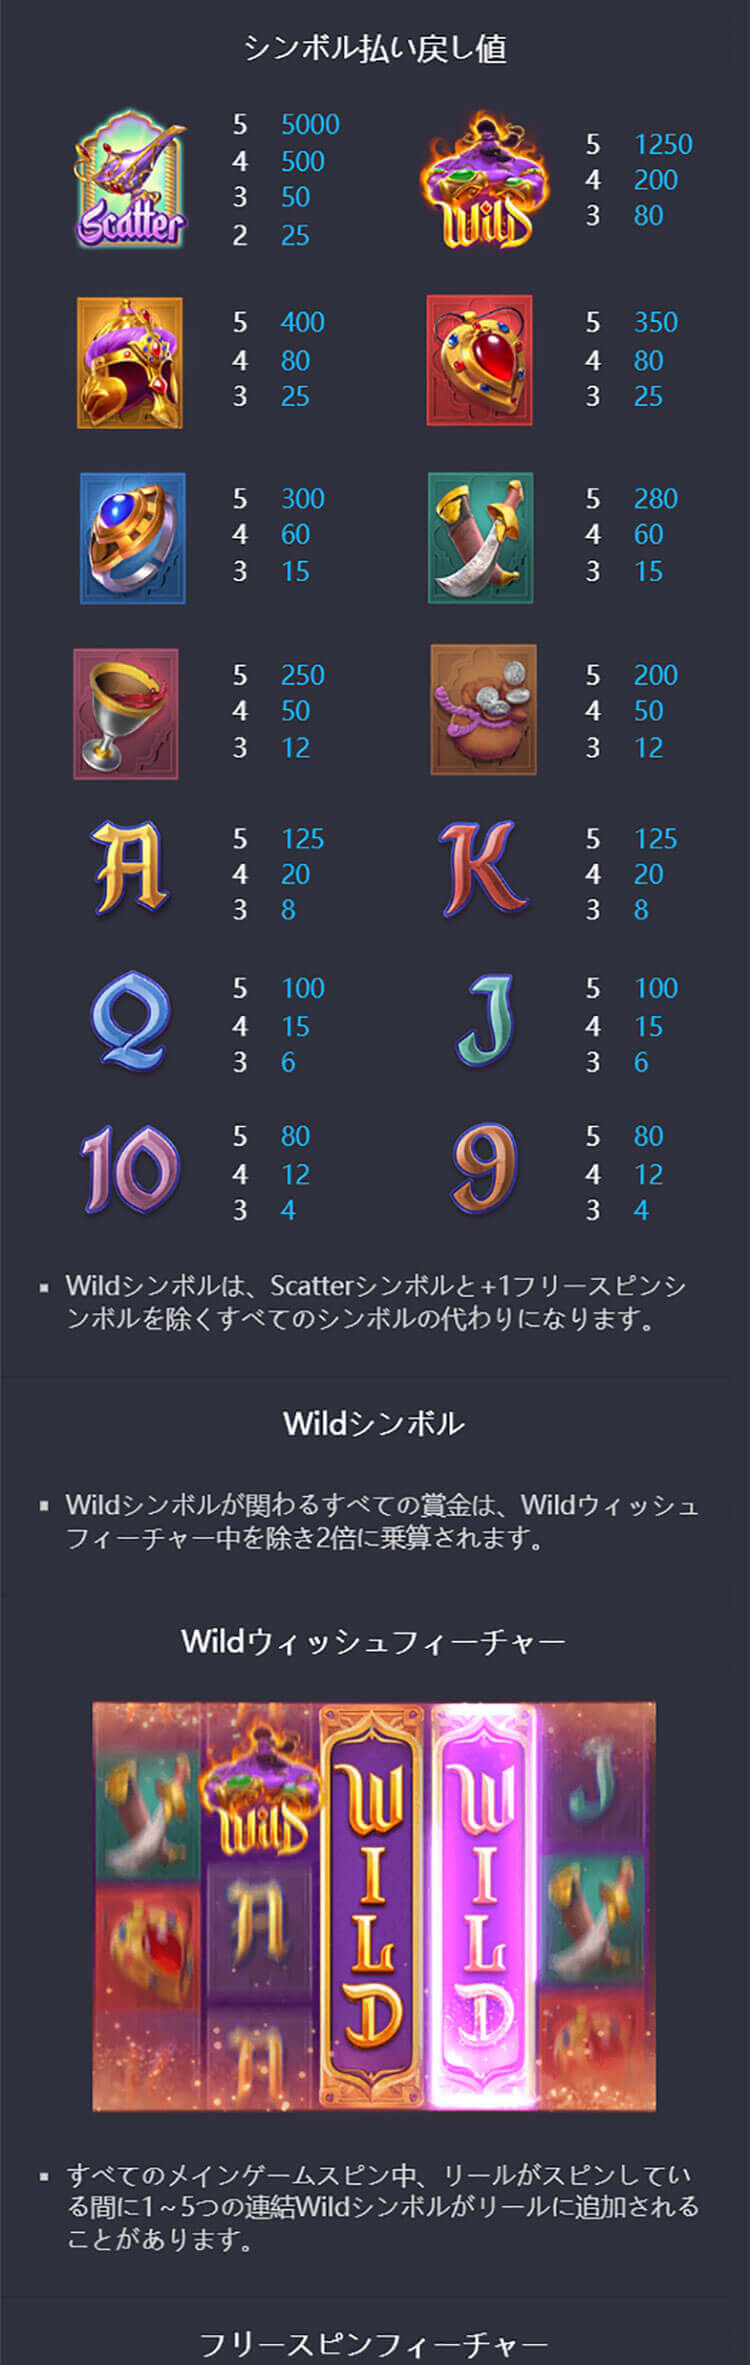 シンボル払い戻し値
Scatter
5 5000
4 500
3 50
2 25
Wild
5 1250
4 200
3 80
5 400
4 80
3 25
5 350
4 80
3 25
5 300
4 60
3 15
5 280
4 60
3 15
5 250
4 50
3 12
5 200
4 50
3 12
A
5 125
4 20
3 8
K
5 125
4 20
3 8
Q
5 100
4 15
3 6
J
5 100
4 15
3 6
10
5 80
4 12
3 4
9
5 80
4 12
3 4
▪ Wildシンボルは、Scatterシンボルと+1フリースピンシ
ンボルを除くすべてのシンボルの代わりになります。
Wildシンボル
▪ Wildシンボルが関わるすべての賞金は、Wildウィッシュ
フィーチャー中を除き2倍に乗算されます。
Wildウィッシュフィーチャー
Wild
A
A
WILD
WILD
J
▪ すべてのメインゲームスピン中、リールがスピンしてい
る間に1~5つの連結Wildシンボルがリールに追加される
ことがあります。
フリースピンフィーチャー